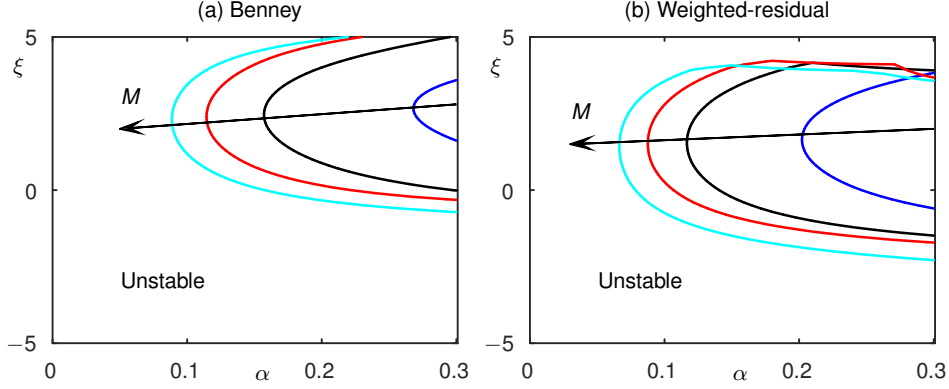 (a) Benney
5
ξ
M
0
Unstable
−5
0
0.1
α
0.2
0.3
(b) Weighted-residual
5
ξ
M
0
Unstable
−5
0
0.1
α
0.2
0.3